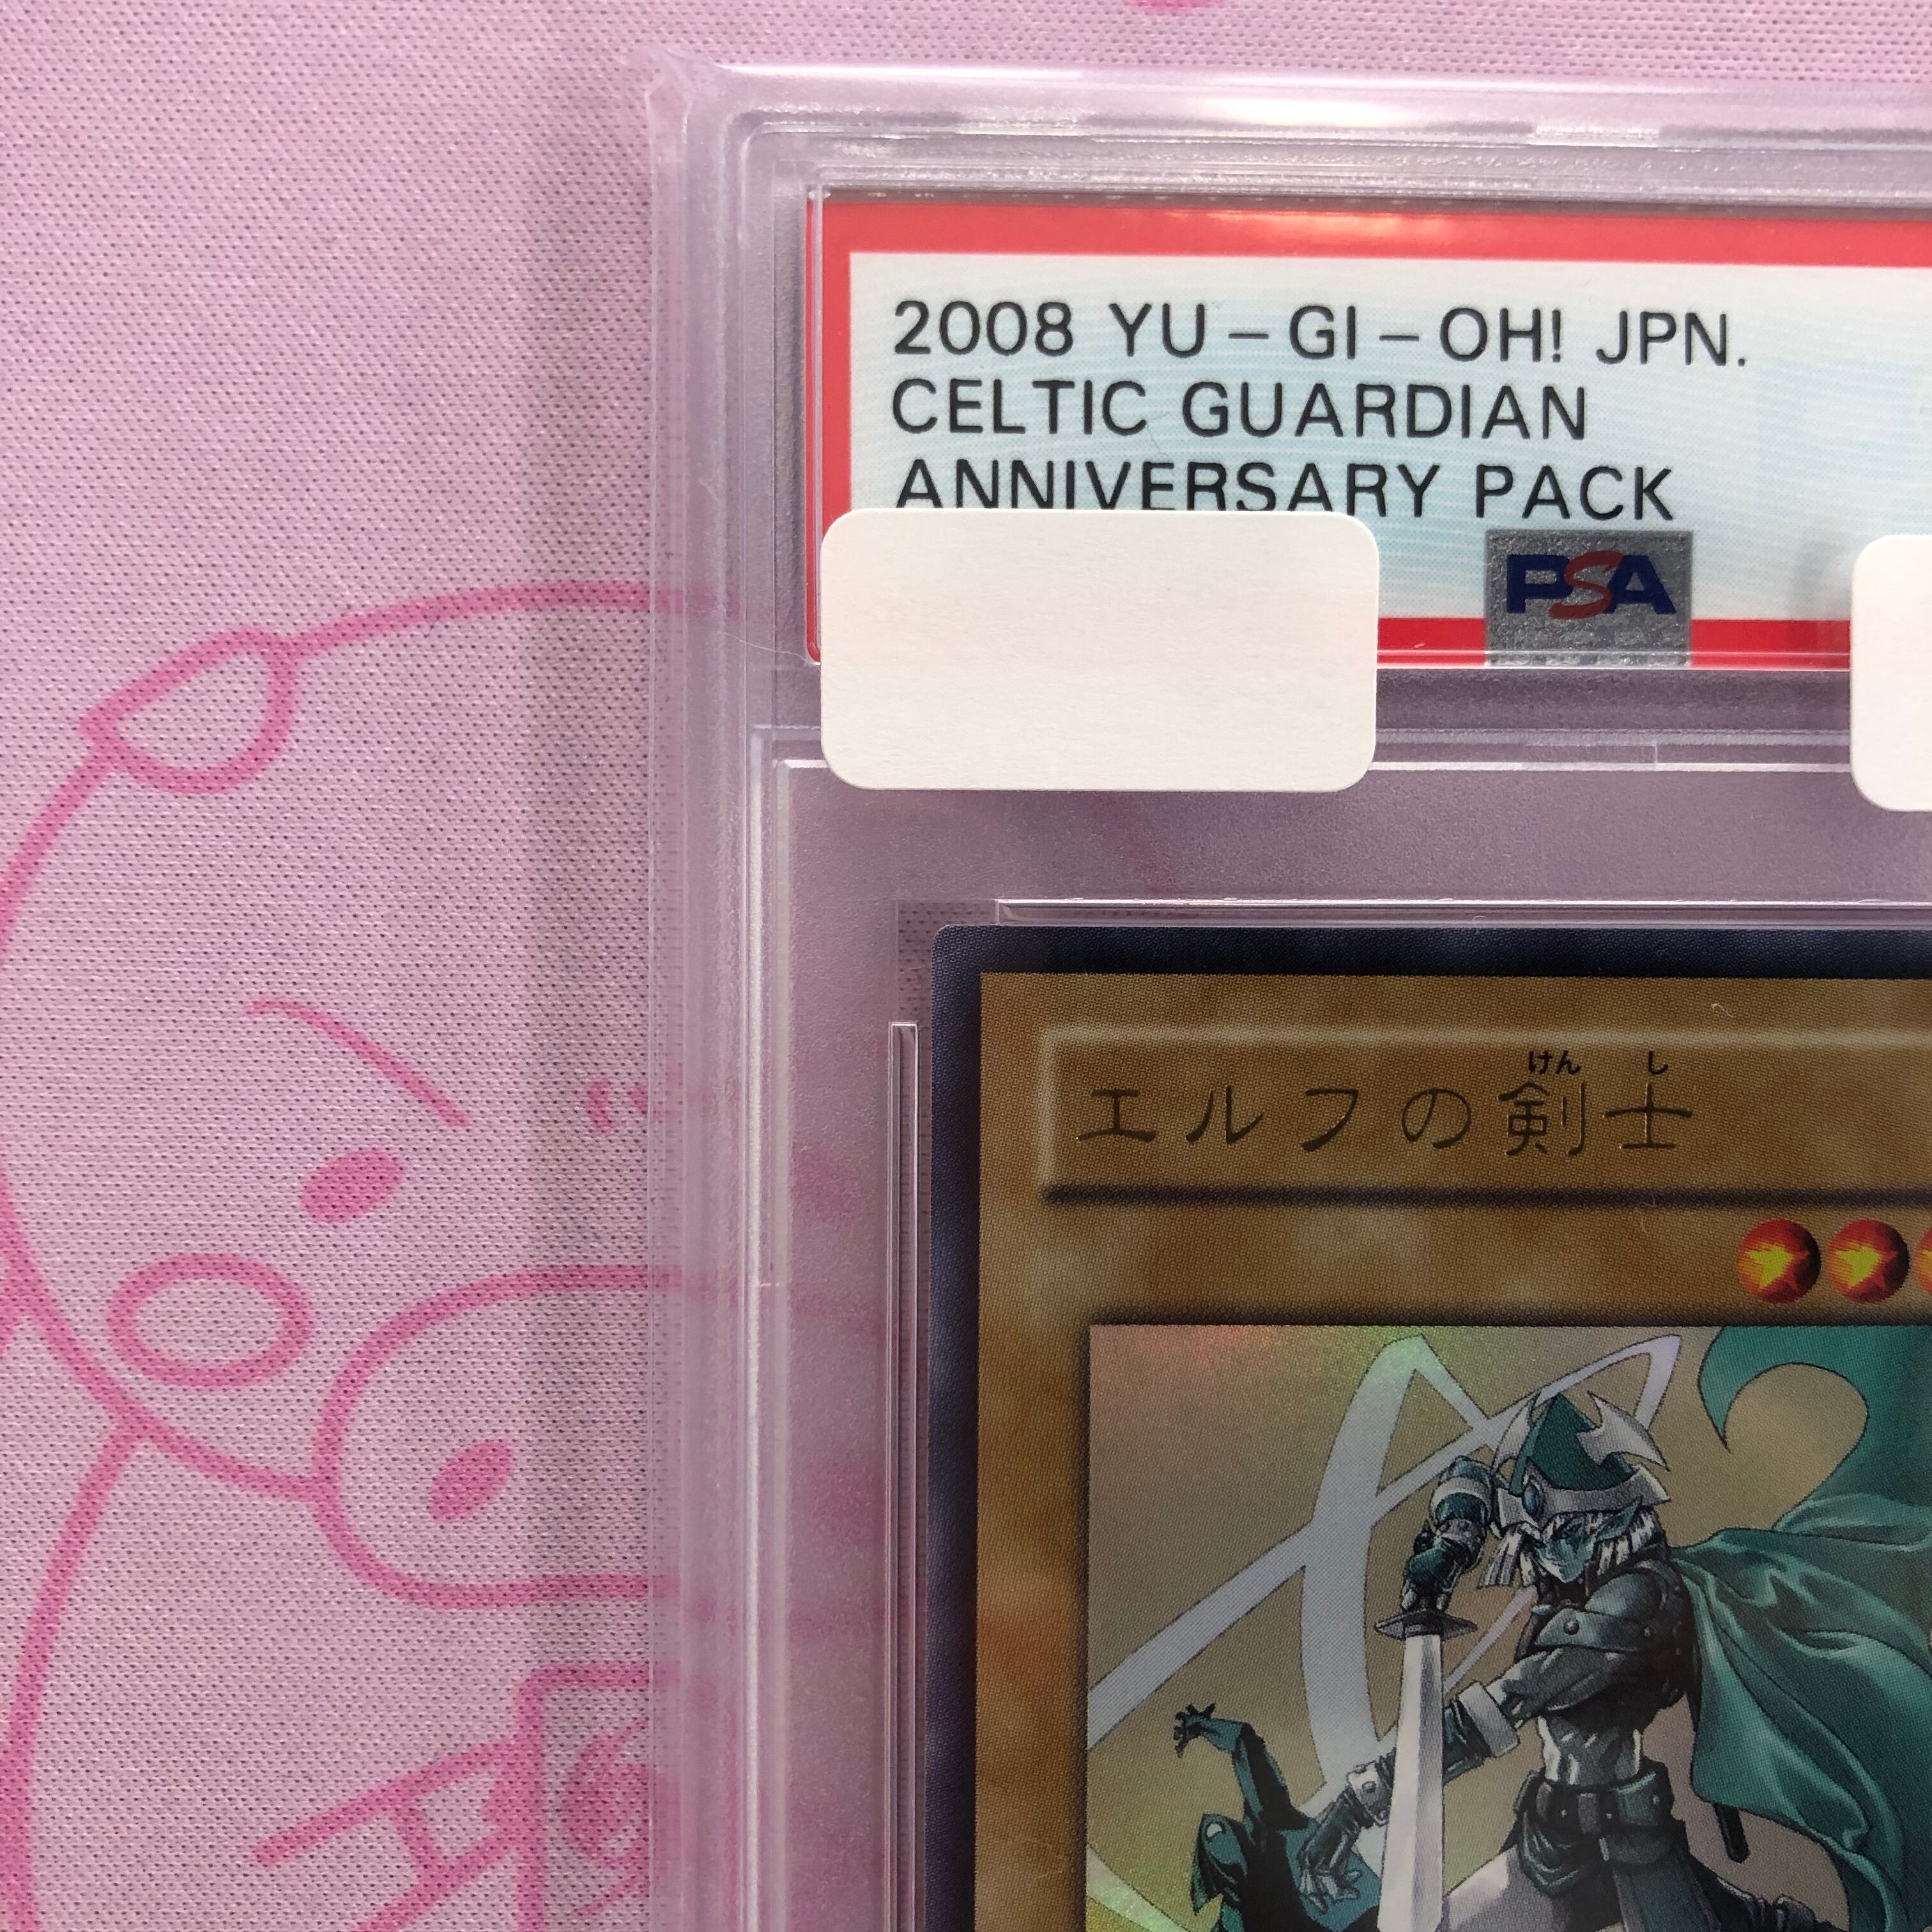 2008 YU-GI-OH! JPN.
CELTIC GUARDIAN
ANNIVERSARY PACK
PSA
けん し
エルフの剣士